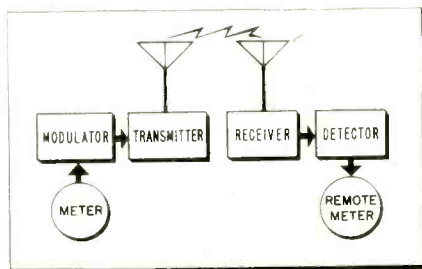 MODULATOR
TRANSMITTER
RECEIVER
DETECTOR
METER
REMOTE
METER